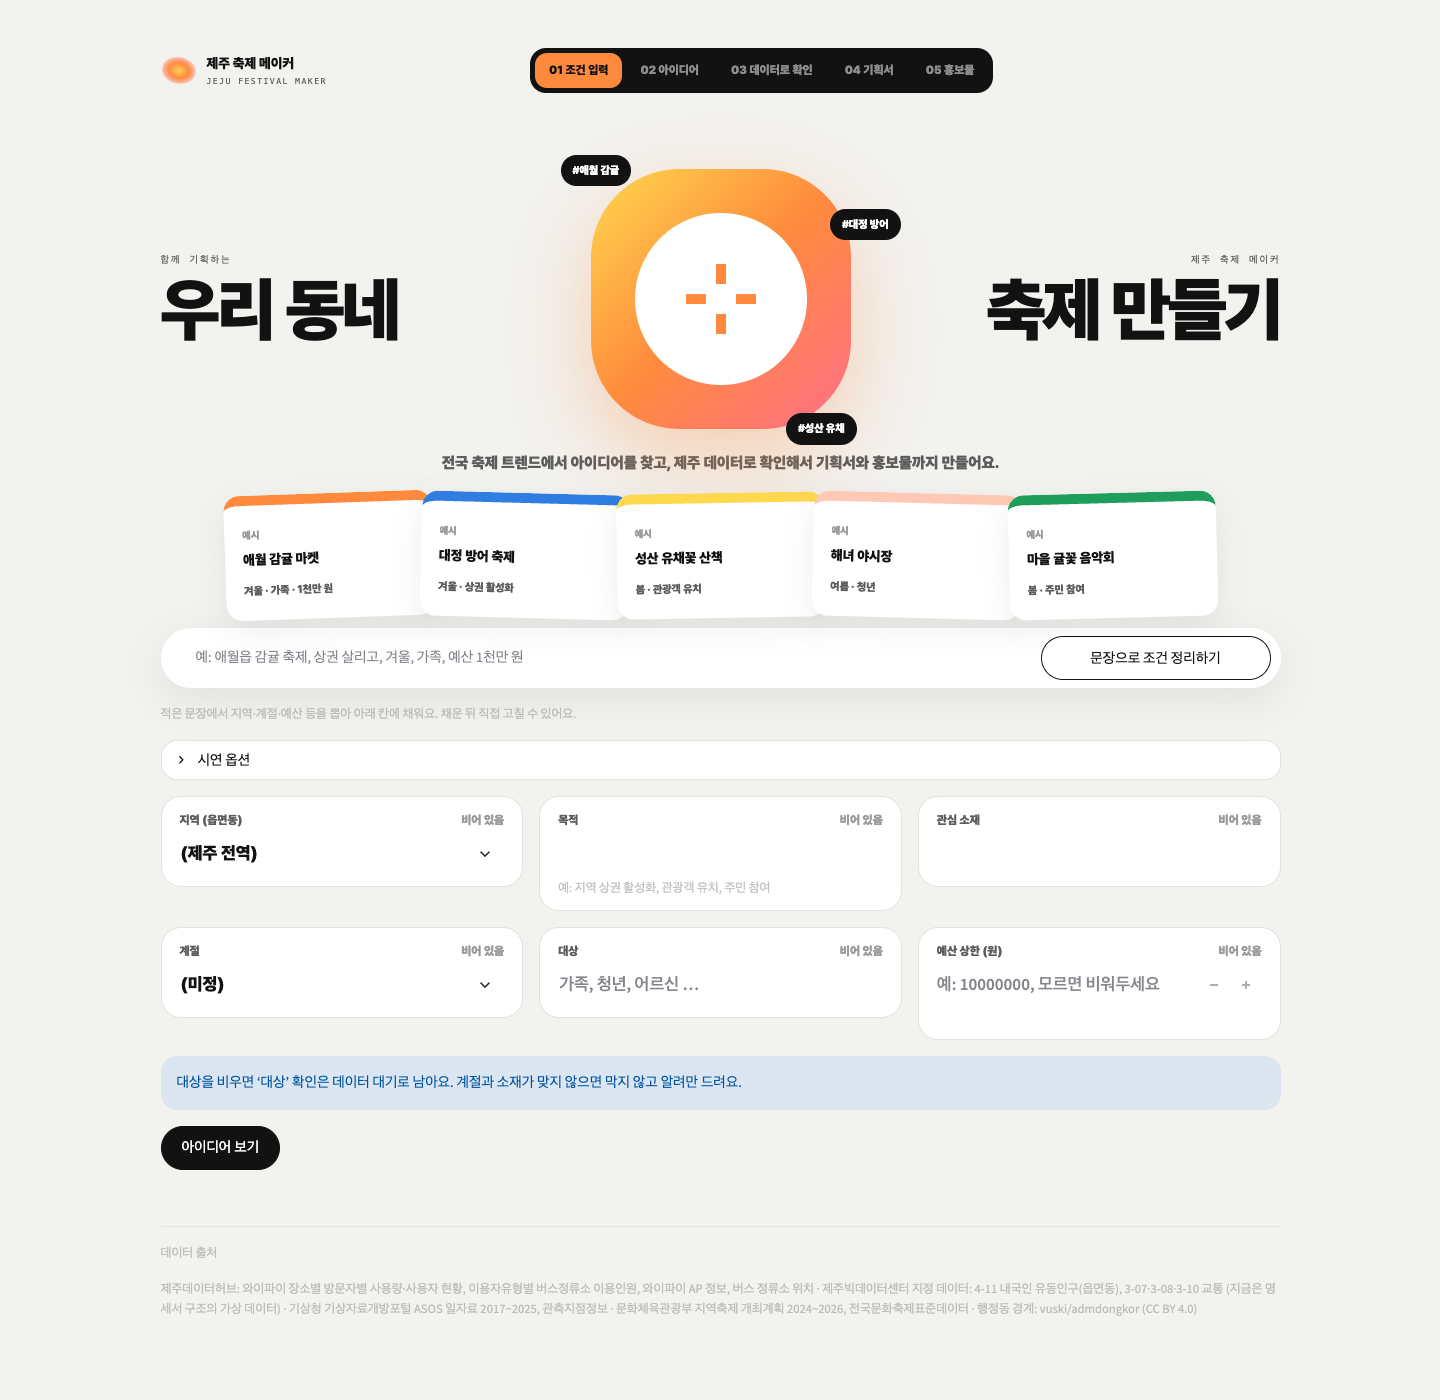 제주 축제 메이커
JEJU FESTIVAL MAKER
01 조건 입력
02 아이디어
03 데이터로 확인
04 기획서
05 홍보물
#애월 감귤
#대정 방어
함께 기획하는
우리 동네
제주 축제 메이커
축제 만들기
#성산 유채
전국 축제 트렌드에서 아이디어를 찾고, 제주 데이터로 확인해서 기획서와 홍보물까지 만들어요.
예시
애월 감귤 마켓
겨울 · 가족 · 1천만 원
예시
대정 방어 축제
겨울 · 상권 활성화
예시
성산 유채꽃 산책
봄 · 관광객 유치
예시
해녀 야시장
여름 · 청년
예시
마을 귤꽃 음악회
봄 · 주민 참여
예: 애월읍 감귤 축제, 상권 살리고, 겨울, 가족, 예산 1천만 원
문장으로 조건 정리하기
적은 문장에서 지역·계절·예산 등을 뽑아 아래 칸에 채워요. 채운 뒤 직접 고칠 수 있어요.
시연 옵션
지역 (읍면동)
비어 있음
(제주 전역)
목적
비어 있음
예: 지역 상권 활성화, 관광객 유치, 주민 참여
관심 소재
비어 있음
계절
비어 있음
(미정)
대상
비어 있음
가족, 청년, 어르신 …
예산 상한 (원)
비어 있음
예: 10000000, 모르면 비워두세요
대상을 비우면 ‘대상’ 확인은 데이터 대기로 남아요. 계절과 소재가 맞지 않으면 막지 않고 알려만 드려요.
아이디어 보기
데이터 출처
제주데이터허브: 와이파이 장소별 방문자별 사용량·사용자 현황, 이용자유형별 버스정류소 이용인원, 와이파이 AP 정보, 버스 정류소 위치 · 제주빅데이터센터 지정 데이터: 4-11 내국인 유동인구(읍면동), 3-07·3-08·3-10 교통 (지금은 명
세서 구조의 가상 데이터) · 기상청 기상자료개방포털 ASOS 일자료 2017~2025, 관측지점정보 · 문화체육관광부 지역축제 개최계획 2024~2026, 전국문화축제표준데이터 · 행정동 경계: vuski/admdongkor (CC BY 4.0)